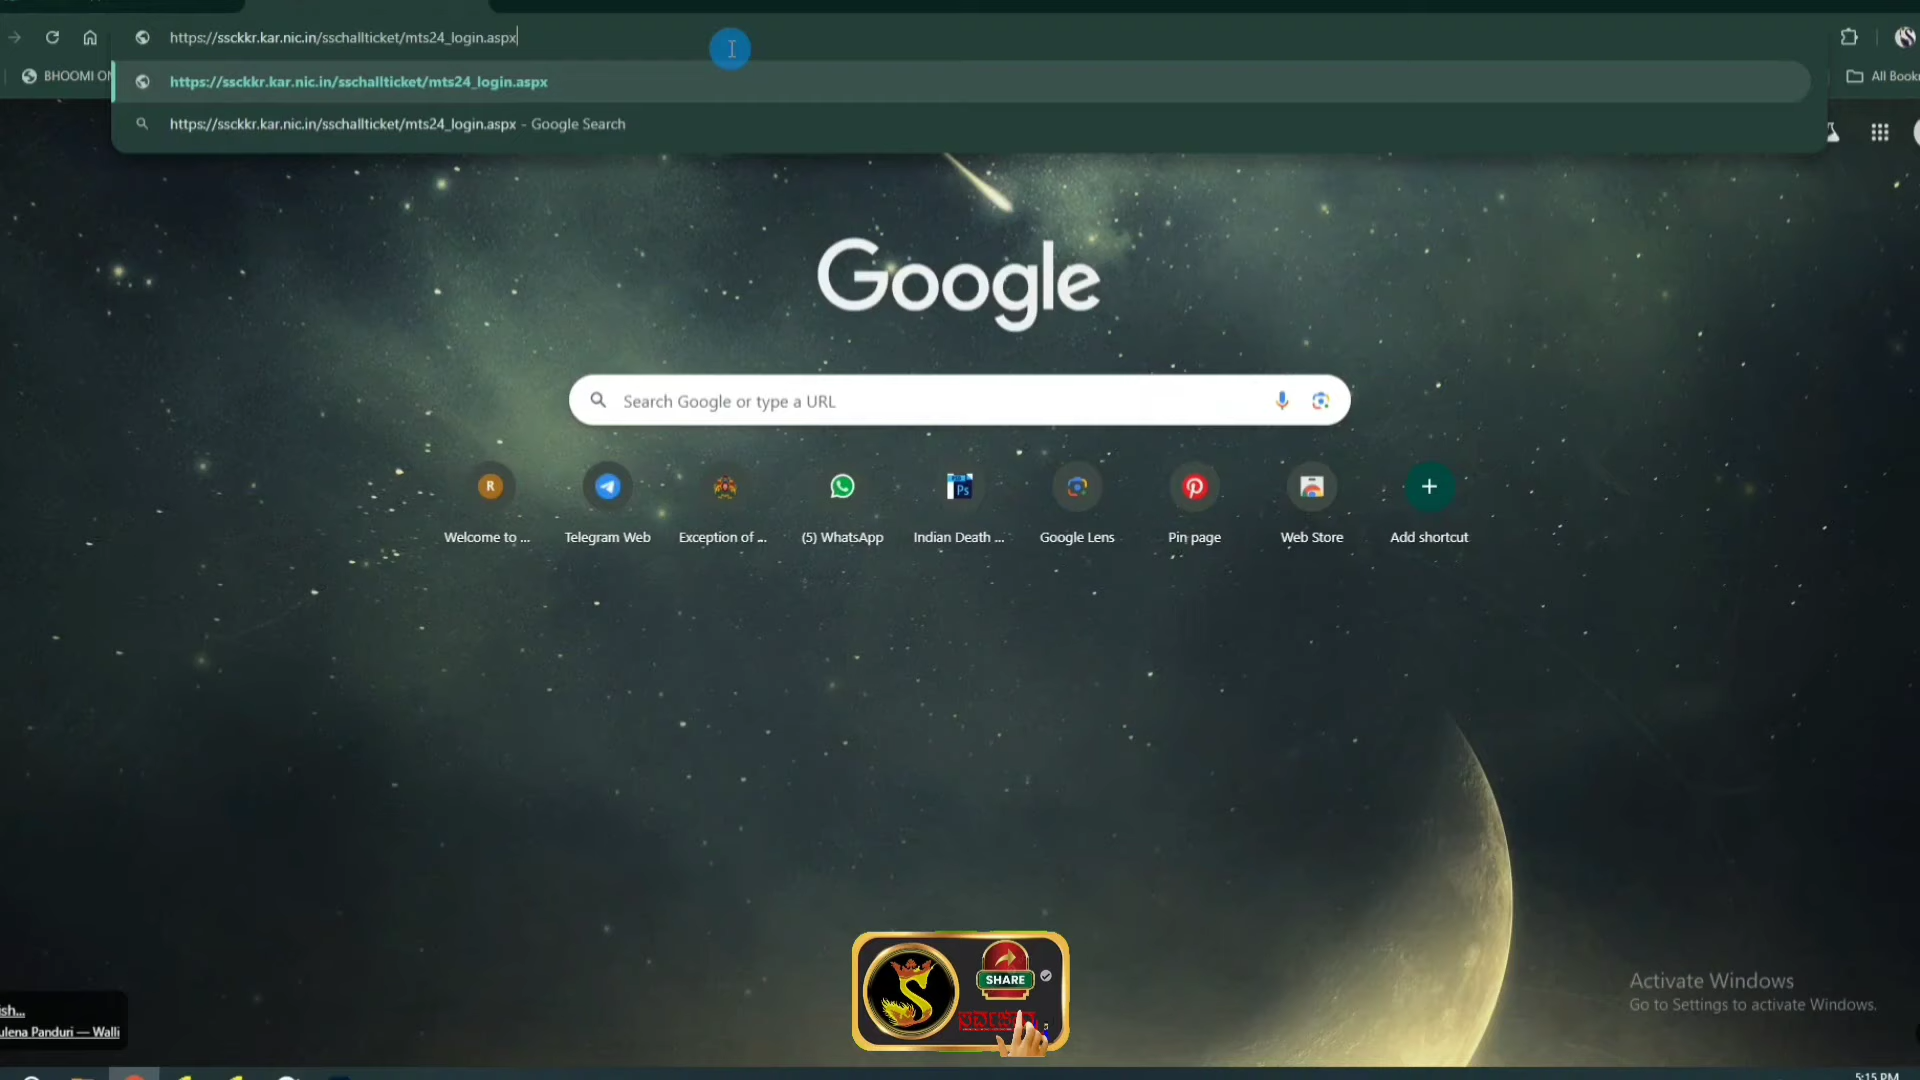 https://ssckkr.kar.nic.in/sschallticket/mts24_login.aspx
BHOOMI
https://ssckkr.kar.nic.in/sschallticket/mts24_login.aspx
All Book
https://ssckkr.kar.nic.in/sschallticket/mts24_login.aspx - Google Search
Google
Search Google or type a URL
R
Ps
Welcome to ...
Telegram Web
Exception of ...
(5) WhatsApp
Indian Death ...
Google Lens
Pin page
Web Store
Add shortcut
S
SHARE
Activate Windows
Go to Settings to activate Windows.
ish...
ulena Panduri — Walli
5:15 PM